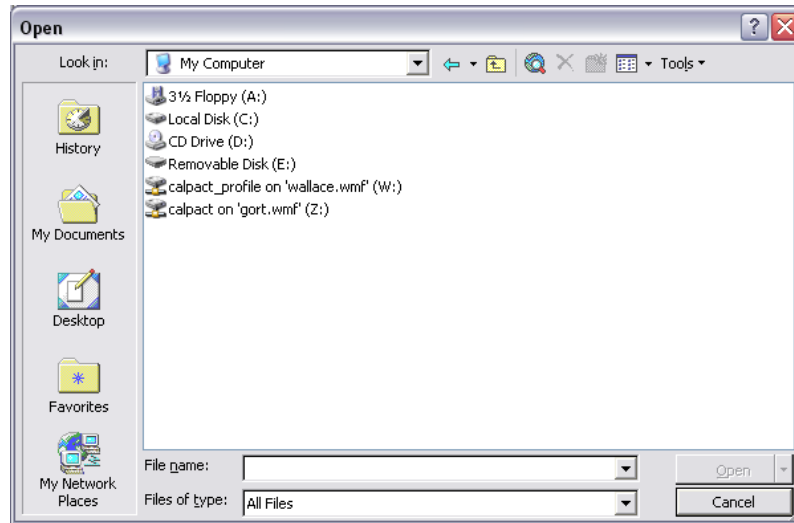 Open
Look in:
My Computer
Tools
3½ Floppy (A:)
Local Disk (C:)
CD Drive (D:)
Removable Disk (E:)
calpact_profile on 'wallace.wmf' (W:)
calpact on 'gort.wmf' (Z:)
History
My Documents
Desktop
Favorites
My Network
Places
File name:
Open
Files of type:
All Files
Cancel